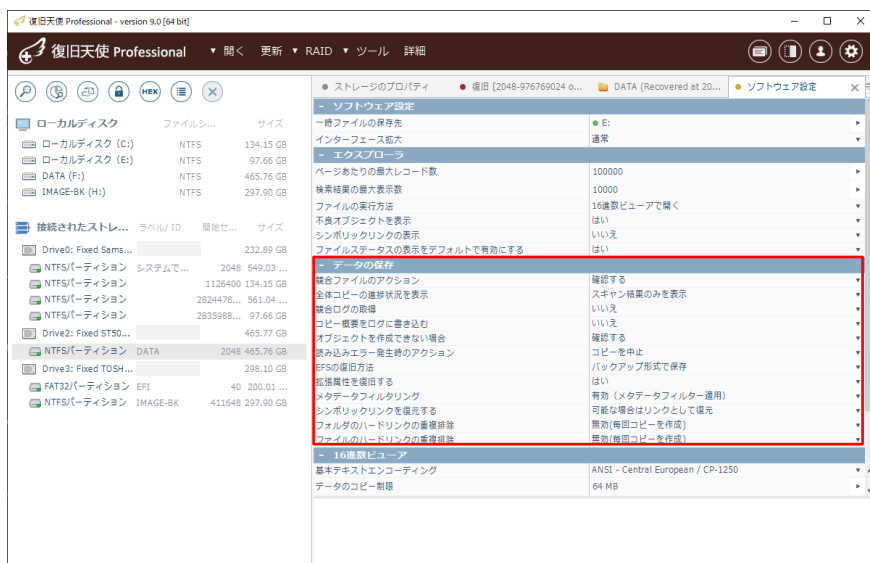 復旧天使 Professional - version 9.0 [64 bit]
復旧天使 Professional ▼ 開く 更新 ▼ RAID ▼ ツール 詳細
HEX
● ストレージのプロパティ ● 復旧 [2048-976769024 o... DATA (Recovered at 20... ● ソフトウェア設定 ×
ローカルディスク ファイルシ... サイズ
ローカルディスク (C:) NTFS 134.15 GB
ローカルディスク (E:) NTFS 97.66 GB
DATA (F:) NTFS 465.76 GB
IMAGE-BK (H:) NTFS 297.90 GB
接続されたストレ... ラベル/ ID 開始セ... サイズ
Drive0: Fixed Sams... 232.89 GB
NTFSパーティション システムで... 2048 549.03 ...
NTFSパーティション 1126400 134.15 GB
NTFSパーティション 2824478... 561.04 ...
NTFSパーティション 2835988... 97.66 GB
Drive2: Fixed ST50... 465.77 GB
NTFSパーティション DATA 2048 465.76 GB
Drive3: Fixed TOSH... 298.10 GB
FAT32パーティション EFI 40 200.01 ...
NTFSパーティション IMAGE-BK 411648 297.90 GB
- ソフトウェア設定
一時ファイルの保存先 ● E:
インターフェース拡大 通常
- エクスプローラ
ページあたりの最大レコード数 100000
検索結果の最大表示数 10000
ファイルの実行方法 16進数ビューアで開く
不良オブジェクトを表示 はい
シンボリックリンクの表示 いいえ
ファイルステータスの表示をデフォルトで有効にする はい
- データの保存
競合ファイルのアクション 確認する
全体コピーの進捗状況を表示 スキャン結果のみを表示
競合ログの取得 いいえ
コピー概要をログに書き込む いいえ
オブジェクトを作成できない場合 確認する
読み込みエラー発生時のアクション コピーを中止
EFSの復旧方法 バックアップ形式で保存
拡張属性を復旧する はい
メタデータフィルタリング 有効（メタデータフィルター適用）
シンボリックリンクを復元する 可能な場合はリンクとして復元
フォルダのハードリンクの重複排除 無効(毎回コピーを作成)
ファイルのハードリンクの重複排除 無効(毎回コピーを作成)
- 16進数ビューア
基本テキストエンコーディング ANSI - Central European / CP-1250
データのコピー制限 64 MB